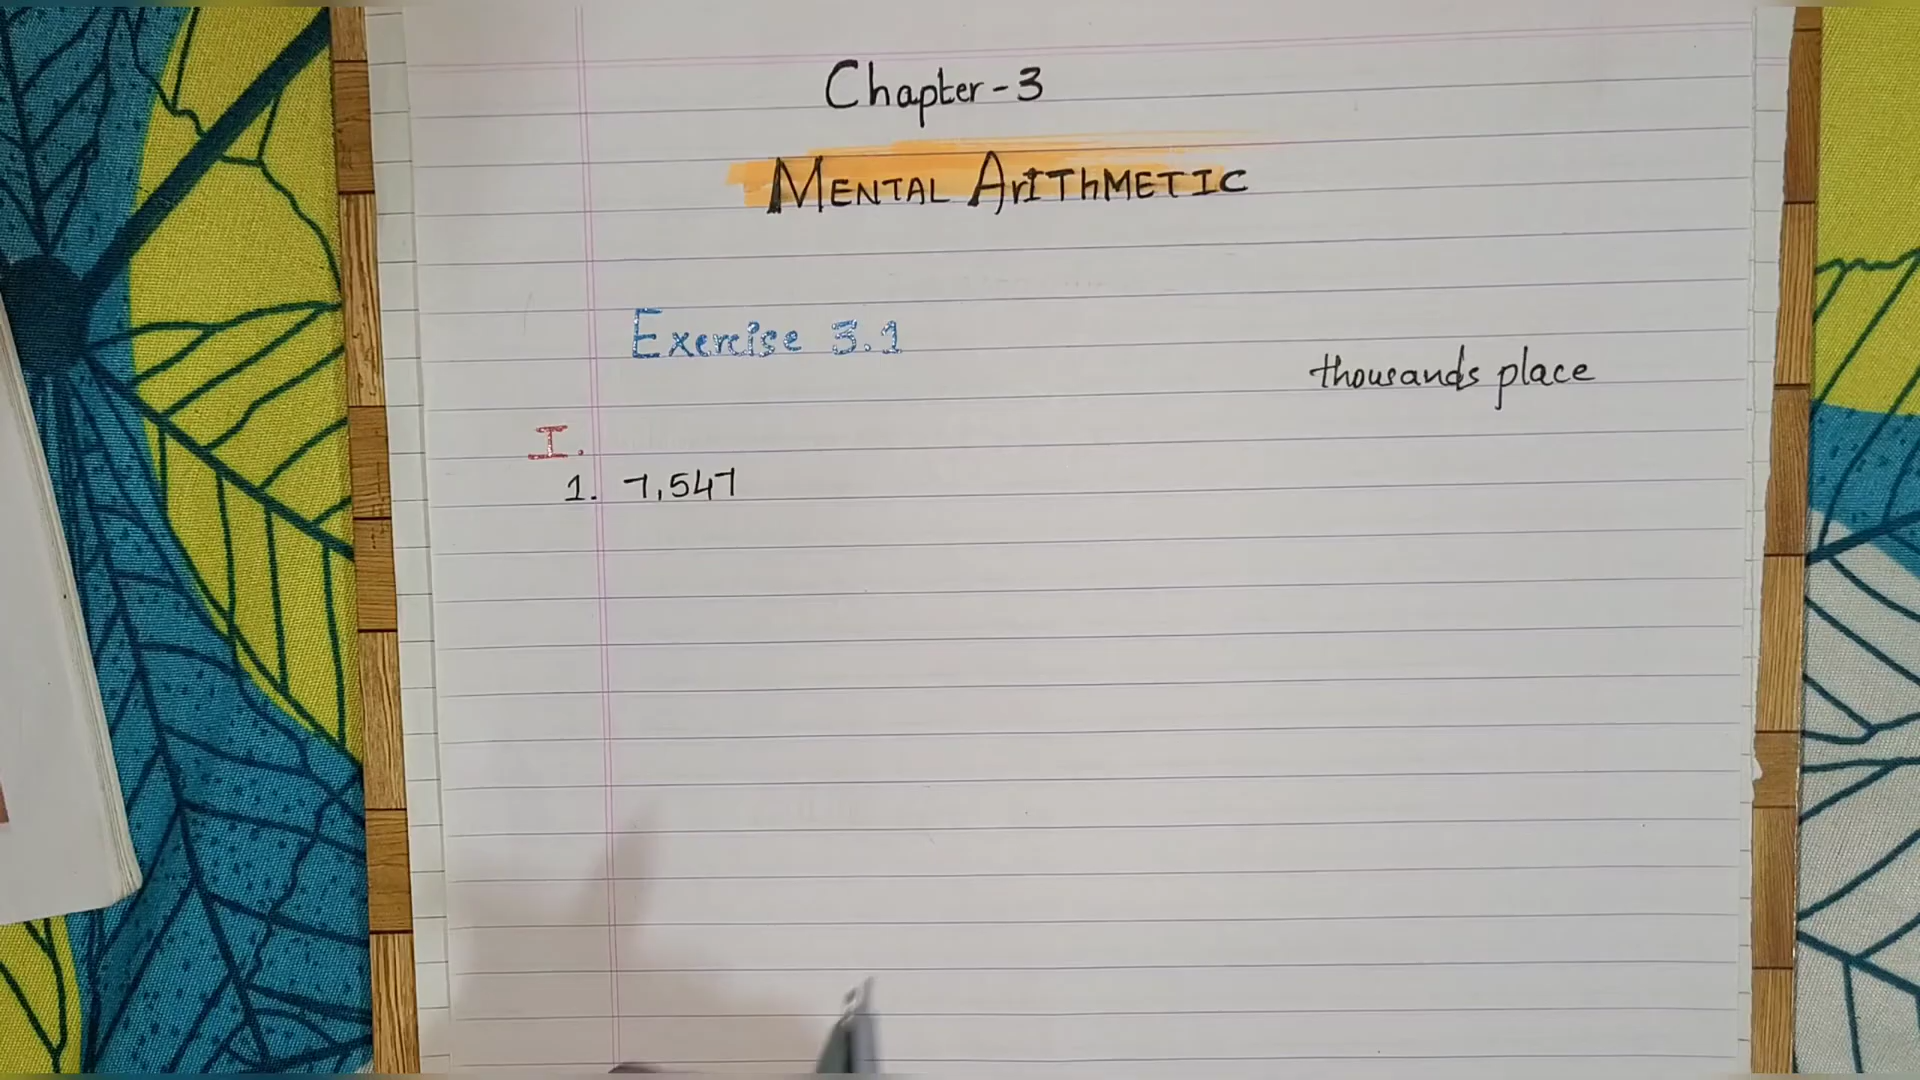 Chapter-3
MENTAL ArIThMETIC
Exercise 3.1
thousands place
I.
1. 7,547